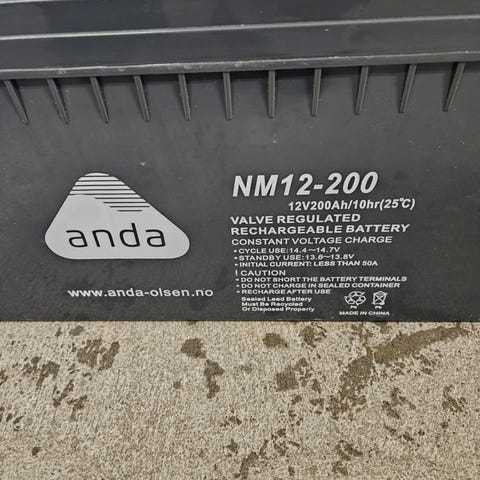 anda
www.anda-olsen.no
NM12-200
12V200Ah/10hr(25℃)
VALVE REGULATED
RECHARGEABLE BATTERY
CONSTANT VOLTAGE CHARGE
• CYCLE USE:14.4~14.7V
• STANDBY USE:13.6~13.8V
• INITIAL CURRENT: LESS THAN 50A
! CAUTION
• DO NOT SHORT THE BATTERY TERMINALS
• DO NOT CHARGE IN SEALED CONTAINER
• RECHARGE AFTER USE
Sealed Lead Battery
Must Be Recycled
Or Disposed Properly
Pb
Pb
MADE IN CHINA